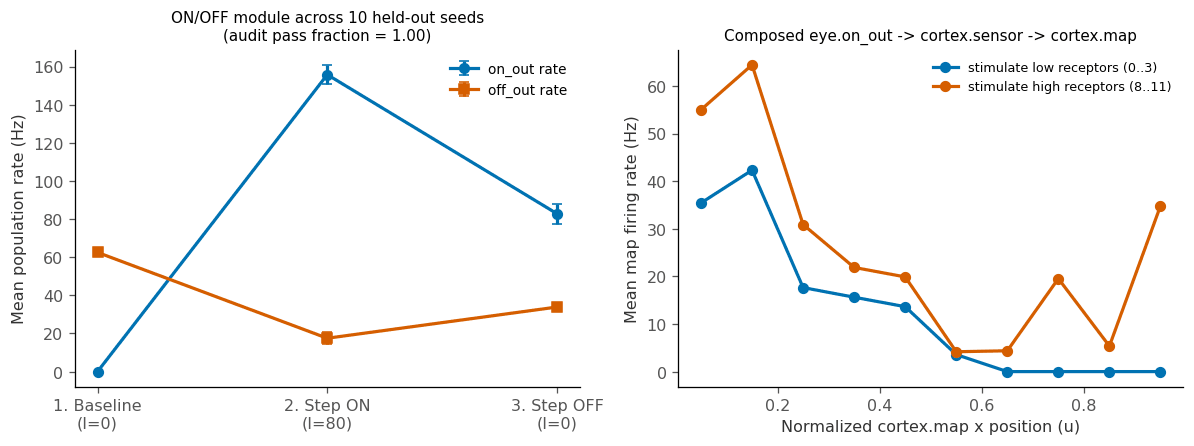 ON/OFF module across 10 held-out seeds
(audit pass fraction = 1.00)
on_out rate
off_out rate
Mean population rate (Hz)
160
140
120
100
80
60
40
20
0
1. Baseline
(I=0)
2. Step ON
(I=80)
3. Step OFF
(I=0)
Composed eye.on_out -> cortex.sensor -> cortex.map
stimulate low receptors (0..3)
stimulate high receptors (8..11)
Mean map firing rate (Hz)
60
50
40
30
20
10
0
0.2
0.4
0.6
0.8
Normalized cortex.map x position (u)